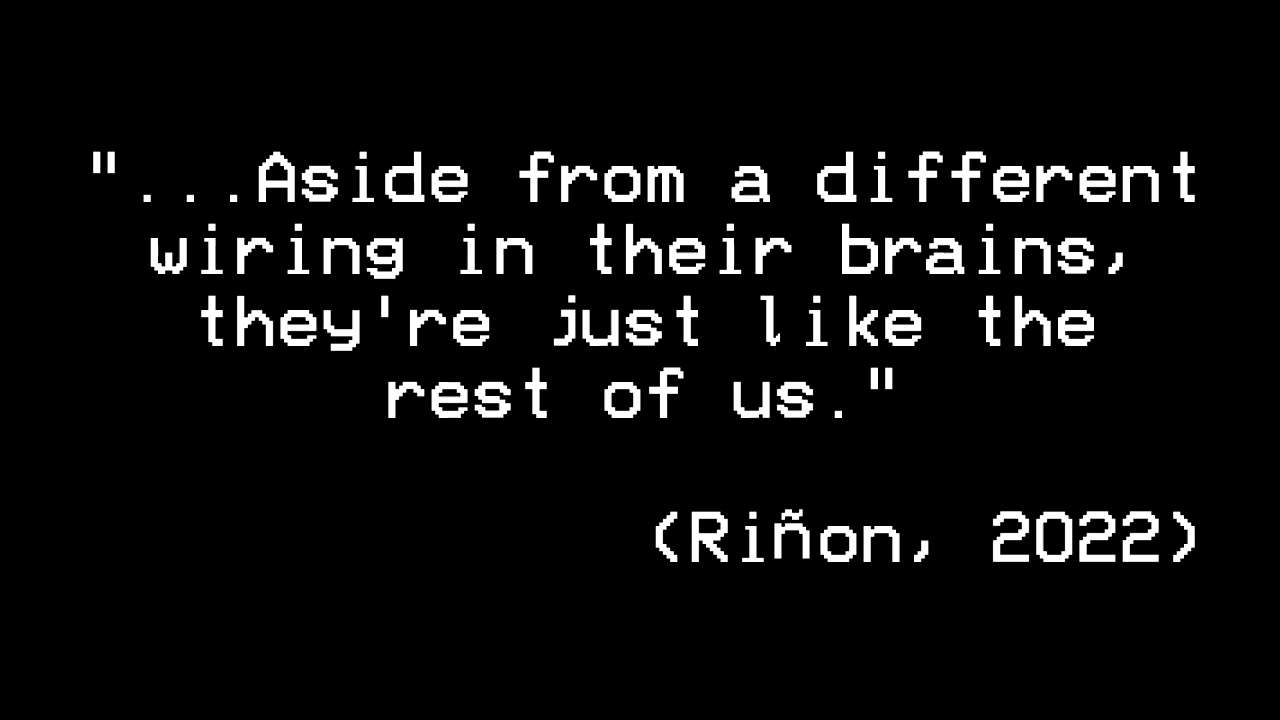 "...Aside from a different
wiring in their brains,
they're just like the
rest of us."
(Riñon, 2022)